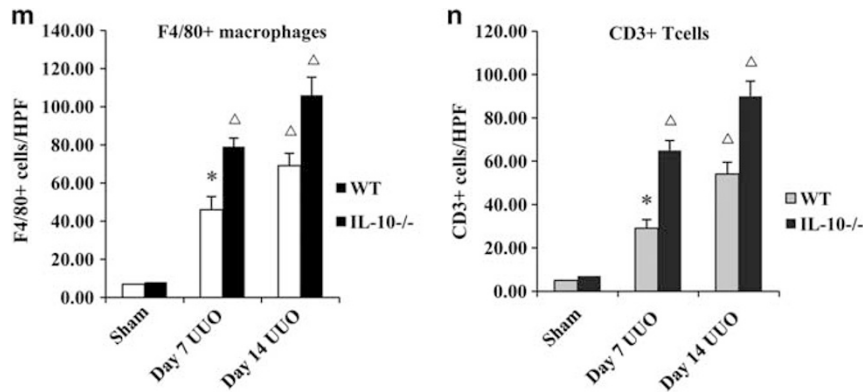 m
F4/80+ macrophages
F4/80+ cells/HPF
140.00
120.00
100.00
80.00
60.00
40.00
20.00
0.00
△
△
△
*
WT
IL-10-/-
Sham
Day 7 UUO
Day 14 UUO
n
CD3+ Tcells
CD3+ cells/HPF
120.00
100.00
80.00
60.00
40.00
20.00
0.00
△
△
△
*
WT
IL-10-/-
Sham
Day 7 UUO
Day 14 UUO